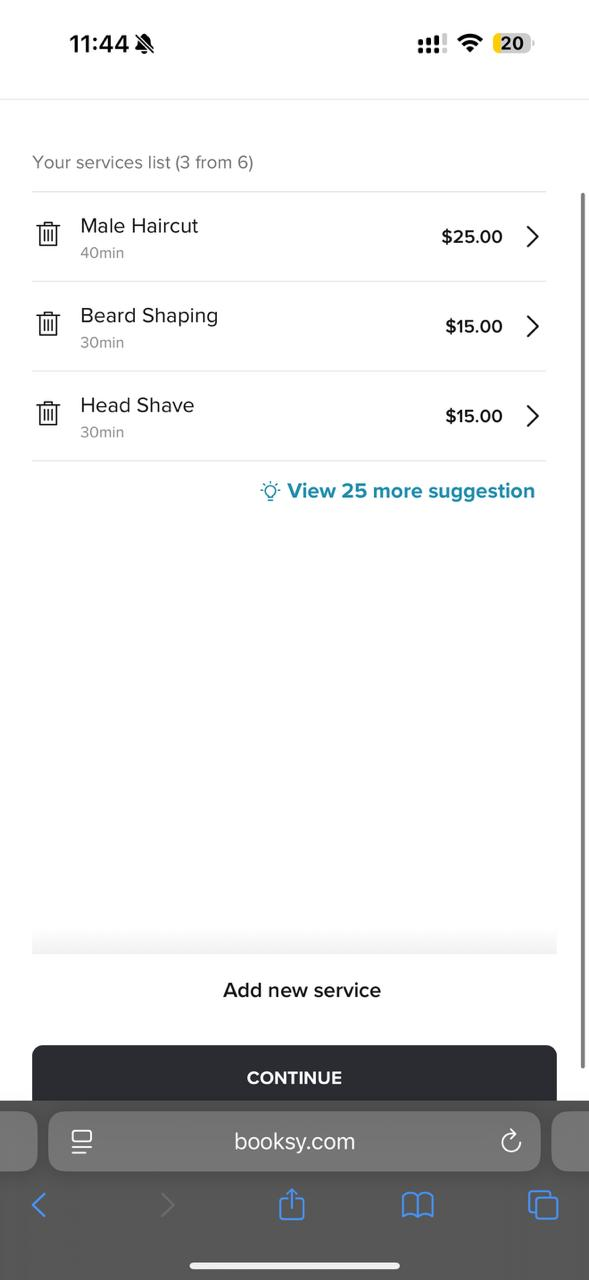 11:44
20
Your services list (3 from 6)
Male Haircut
40min
$25.00
Beard Shaping
30min
$15.00
Head Shave
30min
$15.00
View 25 more suggestion
Add new service
CONTINUE
booksy.com